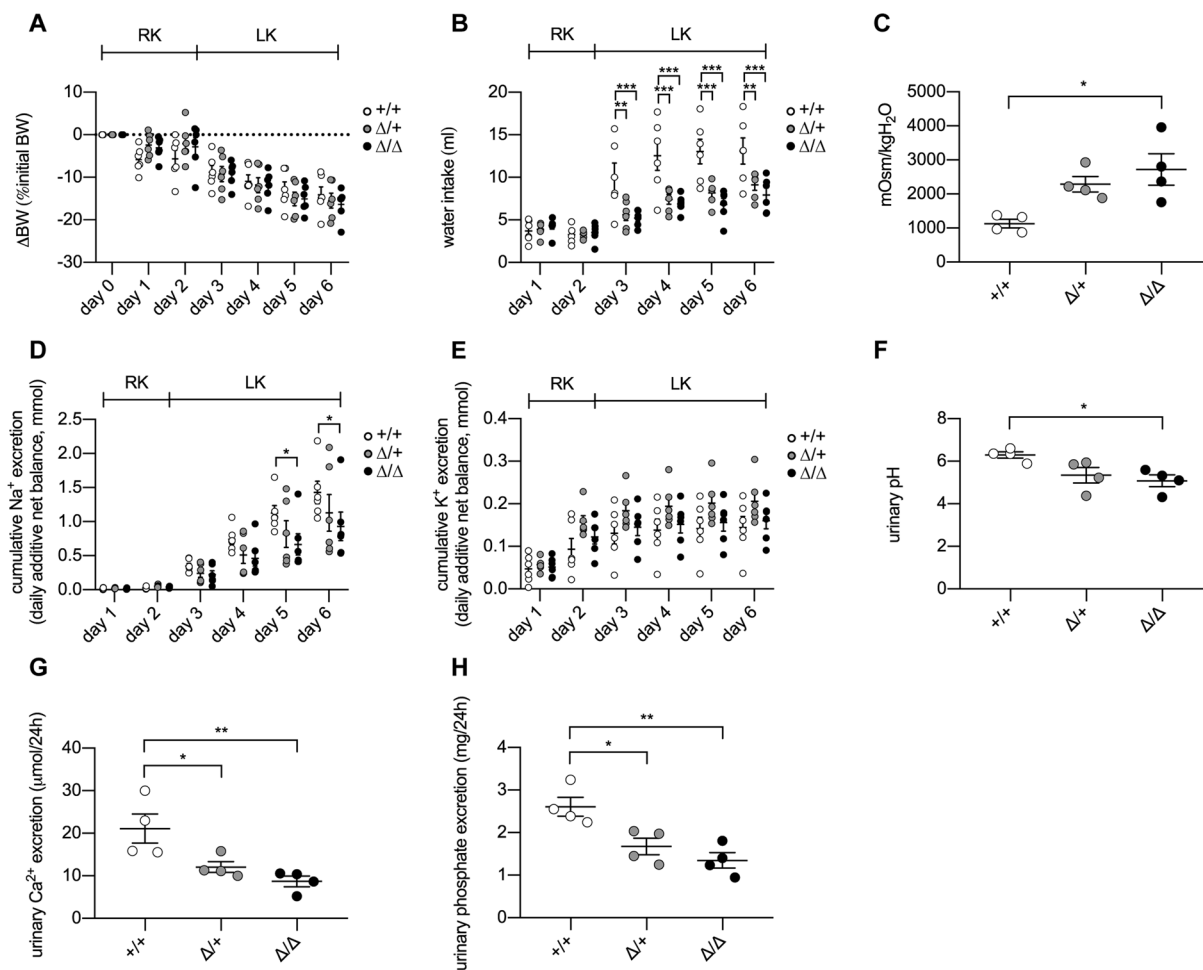 A
RK
LK
ΔBW (%initial BW)
10
0
-10
-20
-30
day 0
day 1
day 2
day 3
day 4
day 5
day 6
+/+
Δ/+
Δ/Δ
B
RK
LK
water intake (ml)
20
15
10
5
0
***
**
***
***
***
***
***
**
day 1
day 2
day 3
day 4
day 5
day 6
+/+
Δ/+
Δ/Δ
C
mOsm/kgH₂O
5000
4000
3000
2000
1000
0
*
+/+
Δ/+
Δ/Δ
D
RK
LK
cumulative Na⁺ excretion
(daily additive net balance, mmol)
2.5
2.0
1.5
1.0
0.5
0.0
*
*
day 1
day 2
day 3
day 4
day 5
day 6
+/+
Δ/+
Δ/Δ
E
RK
LK
cumulative K⁺ excretion
(daily additive net balance, mmol)
0.4
0.3
0.2
0.1
0.0
day 1
day 2
day 3
day 4
day 5
day 6
+/+
Δ/+
Δ/Δ
F
urinary pH
8
6
4
2
0
*
+/+
Δ/+
Δ/Δ
G
urinary Ca²⁺ excretion (μmol/24h)
40
30
20
10
0
**
*
+/+
Δ/+
Δ/Δ
H
urinary phosphate excretion (mg/24h)
4
3
2
1
0
**
*
+/+
Δ/+
Δ/Δ